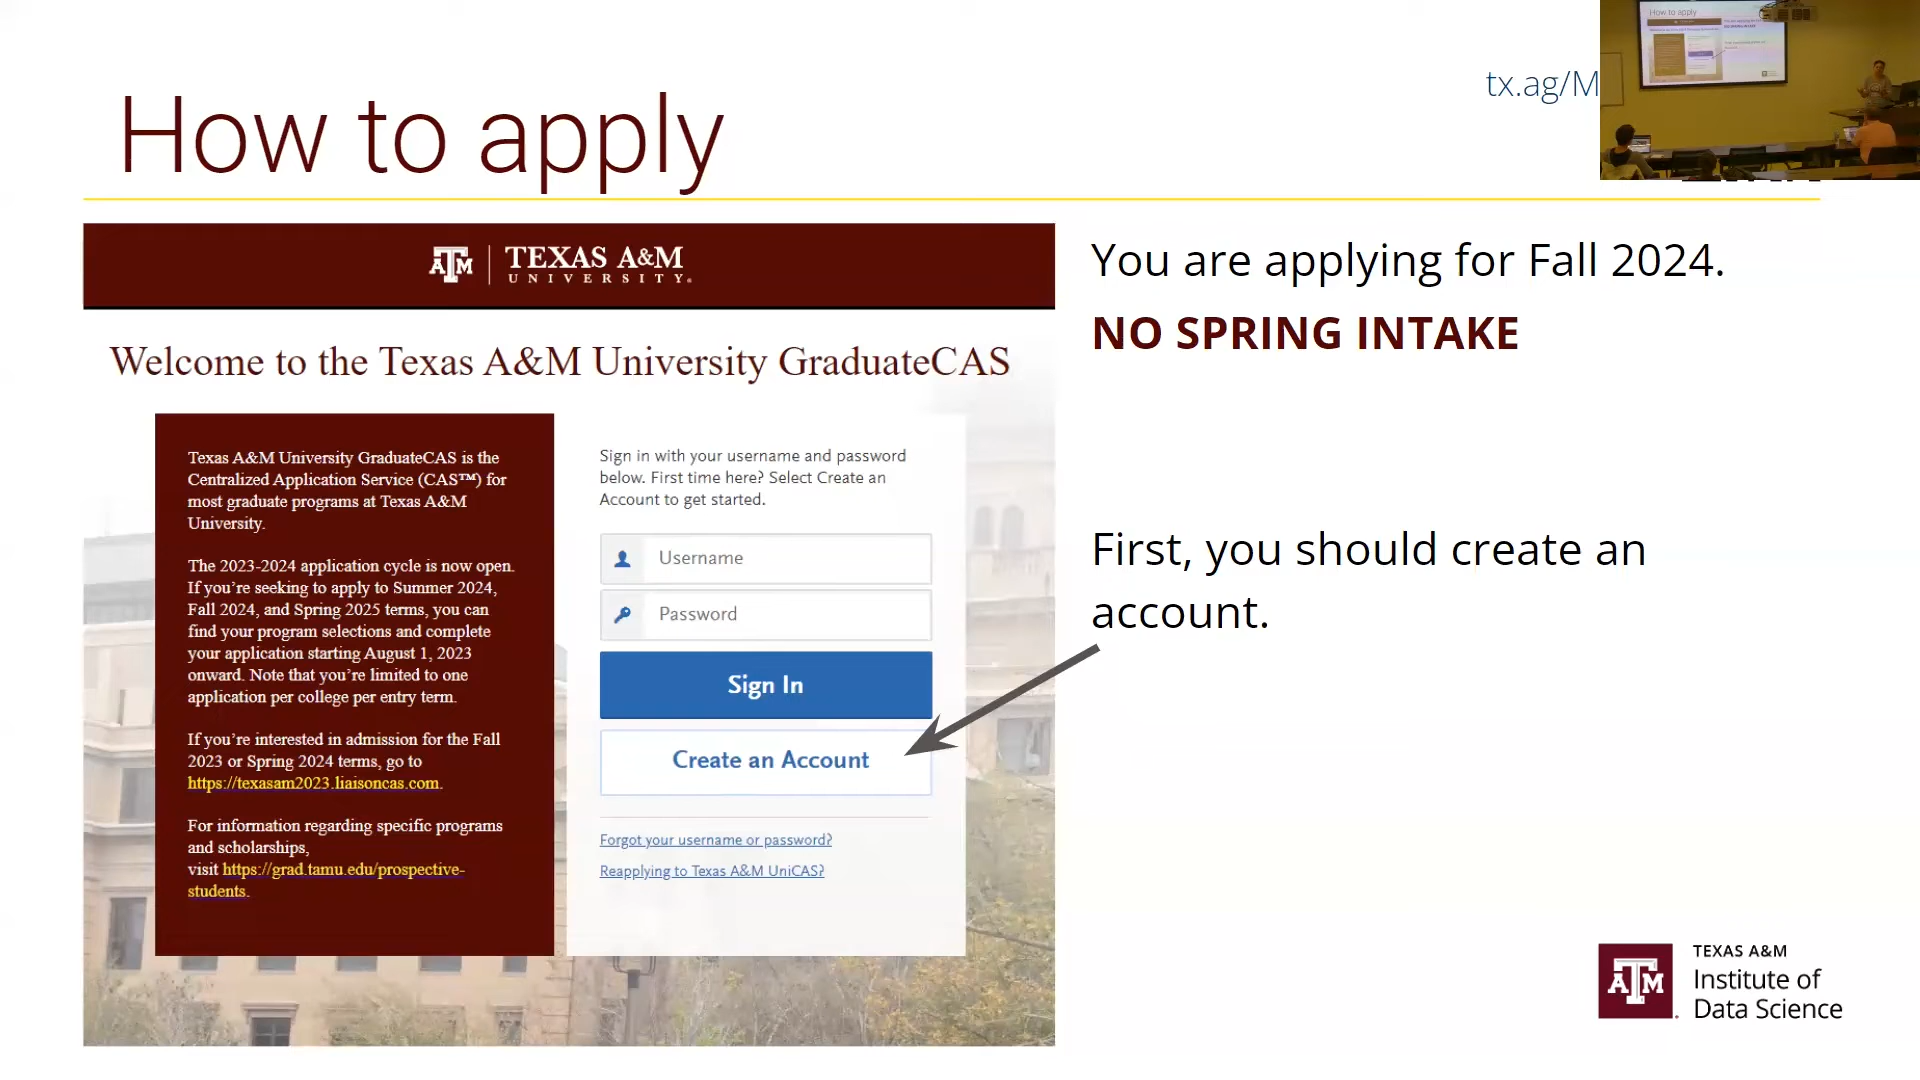 How to apply
tx.ag/M
TEXAS A&M
UNIVERSITY
Welcome to the Texas A&M University GraduateCAS
Texas A&M University GraduateCAS is the
Centralized Application Service (CAS™) for
most graduate programs at Texas A&M
University.
The 2023-2024 application cycle is now open.
If you're seeking to apply to Summer 2024,
Fall 2024, and Spring 2025 terms, you can
find your program selections and complete
your application starting August 1, 2023
onward. Note that you're limited to one
application per college per entry term.
If you're interested in admission for the Fall
2023 or Spring 2024 terms, go to
https://texasam2023.liaisoncas.com.
For information regarding specific programs
and scholarships,
visit https://grad.tamu.edu/prospective-
students.
Sign in with your username and password
below. First time here? Select Create an
Account to get started.
Username
Password
Sign In
Create an Account
Forgot your username or password?
Reapplying to Texas A&M UniCAS?
You are applying for Fall 2024.
NO SPRING INTAKE
First, you should create an
account.
ATM
TEXAS A&M
Institute of
Data Science
How to apply